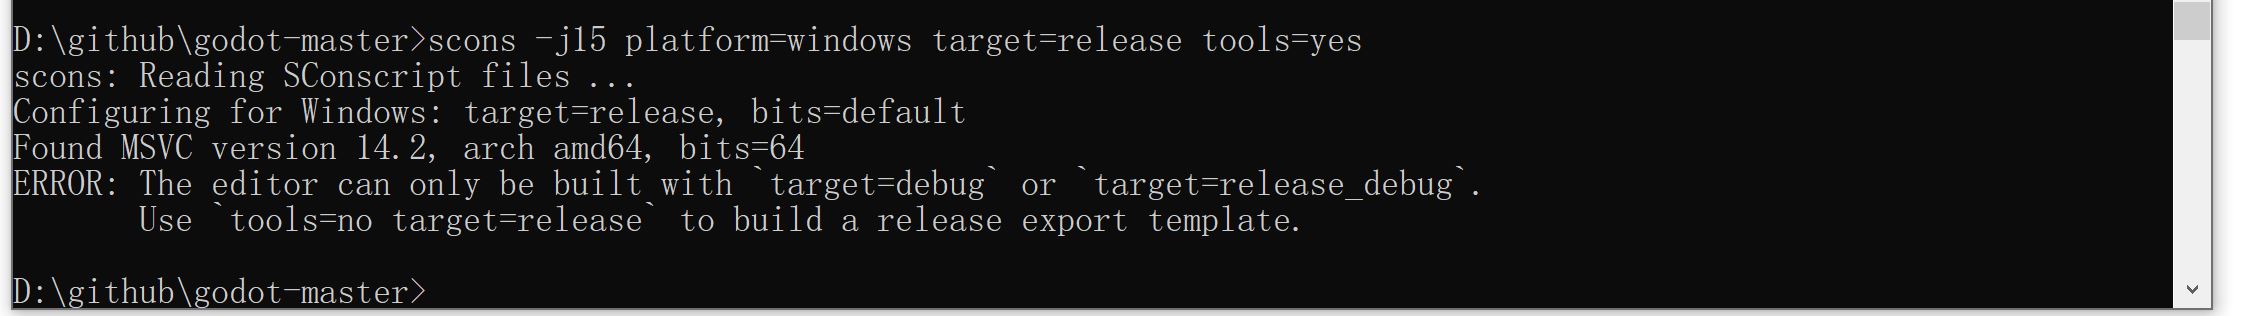 D:\github\godot-master>scons -j15 platform=windows target=release tools=yes
scons: Reading SConscript files ...
Configuring for Windows: target=release, bits=default
Found MSVC version 14.2, arch amd64, bits=64
ERROR: The editor can only be built with `target=debug` or `target=release_debug`.
       Use `tools=no target=release` to build a release export template.
D:\github\godot-master>